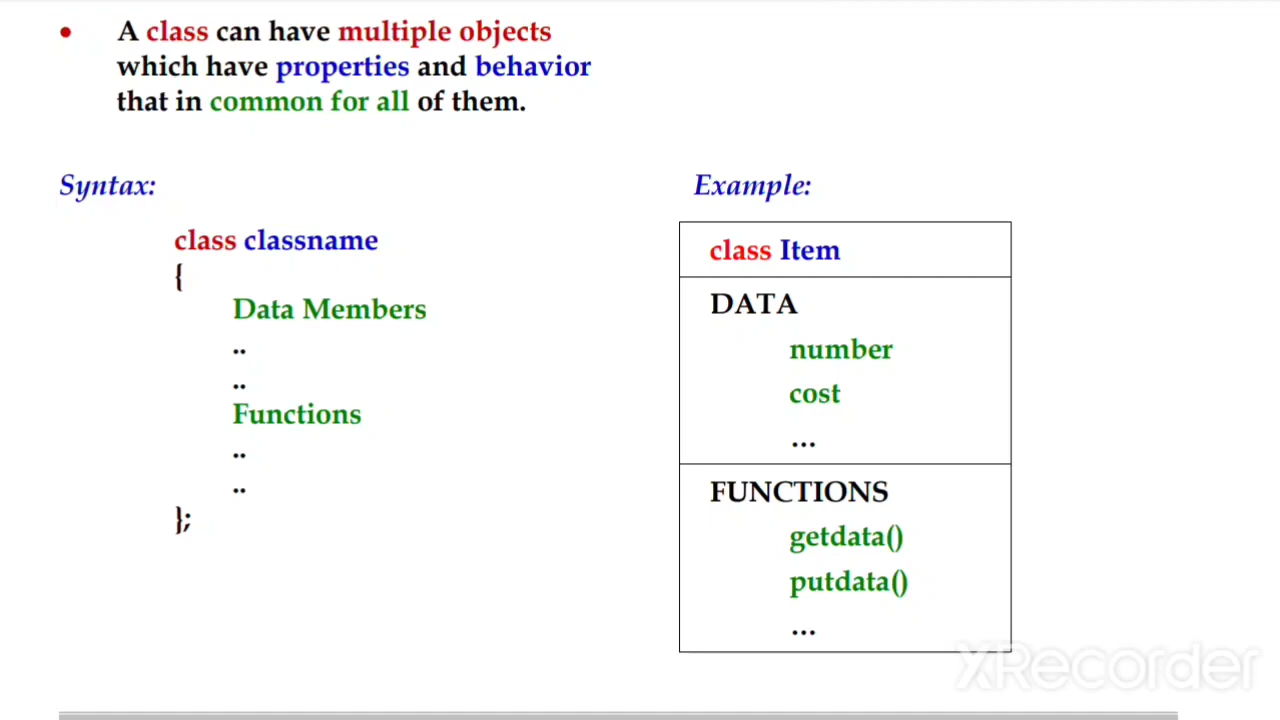 • A class can have multiple objects
which have properties and behavior
that in common for all of them.
Syntax:
class classname
{
Data Members
..
..
Functions
..
..
};
Example:
class Item
DATA
number
cost
...
FUNCTIONS
getdata()
putdata()
...
XRecorder